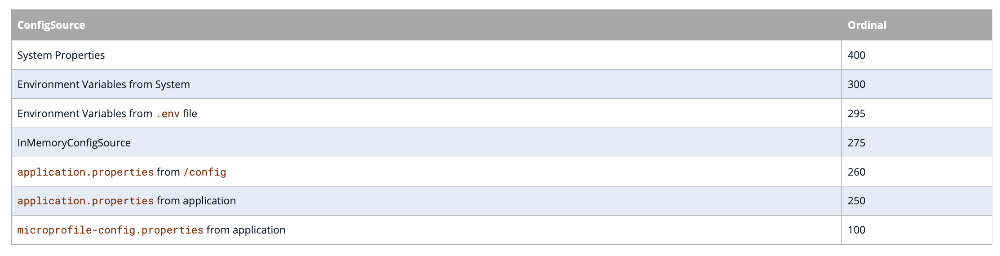 ConfigSource Ordinal
System Properties 400
Environment Variables from System 300
Environment Variables from .env file 295
InMemoryConfigSource 275
application.properties from /config 260
application.properties from application 250
microprofile-config.properties from application 100